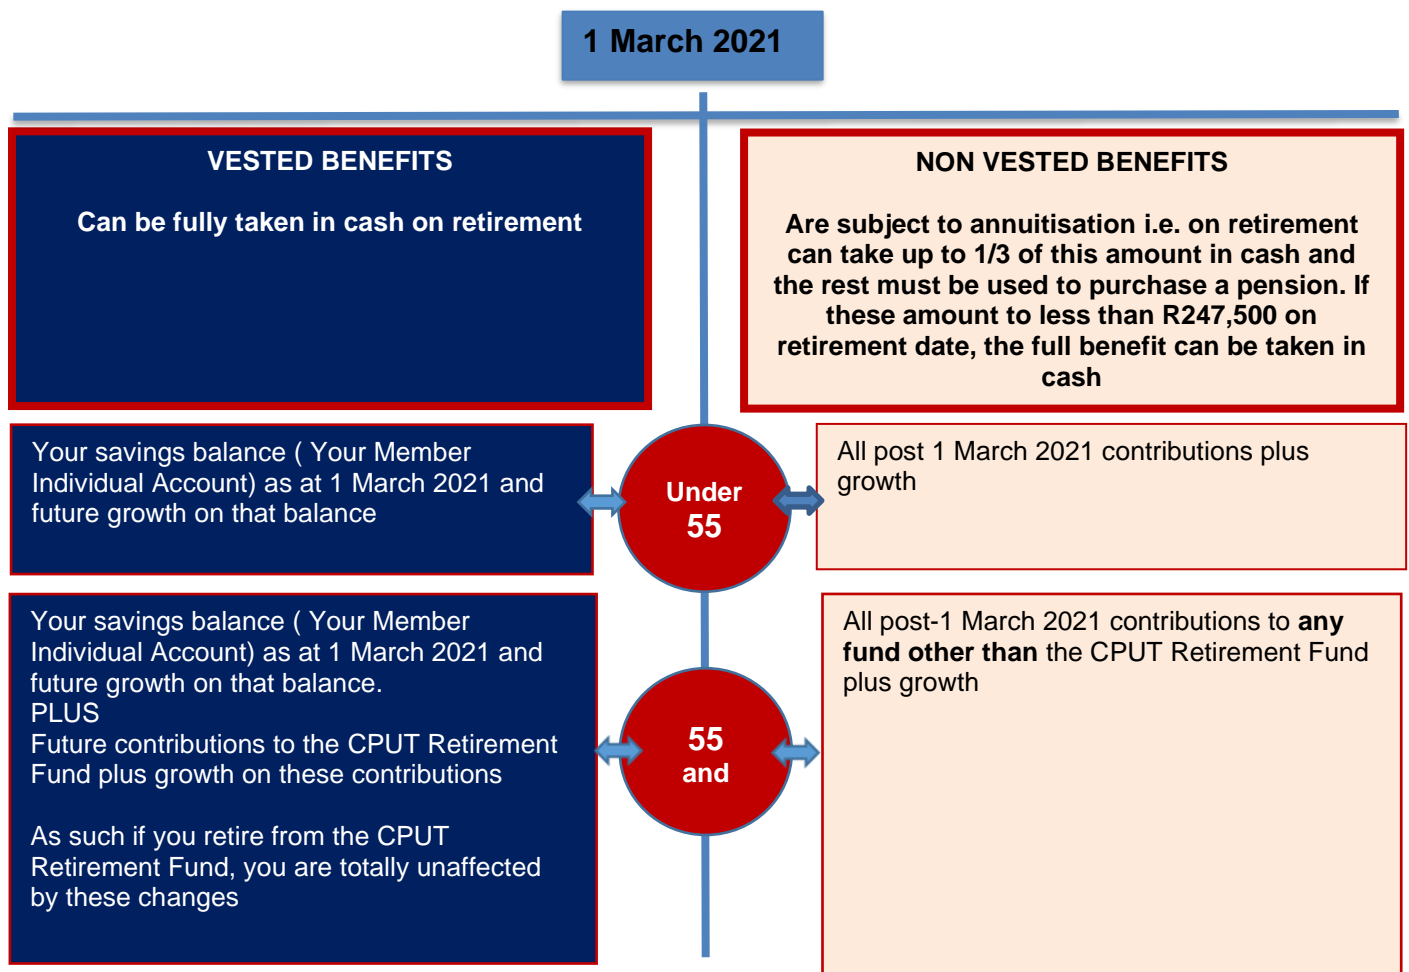 1 March 2021
VESTED BENEFITS
Can be fully taken in cash on retirement
NON VESTED BENEFITS
Are subject to annuitisation i.e. on retirement
can take up to 1/3 of this amount in cash and
the rest must be used to purchase a pension. If
these amount to less than R247,500 on
retirement date, the full benefit can be taken in
cash
Your savings balance ( Your Member
Individual Account) as at 1 March 2021 and
future growth on that balance
Under
55
All post 1 March 2021 contributions plus
growth
Your savings balance ( Your Member
Individual Account) as at 1 March 2021 and
future growth on that balance.
PLUS
Future contributions to the CPUT Retirement
Fund plus growth on these contributions
As such if you retire from the CPUT
Retirement Fund, you are totally unaffected
by these changes
55
and
All post-1 March 2021 contributions to any
fund other than the CPUT Retirement Fund
plus growth